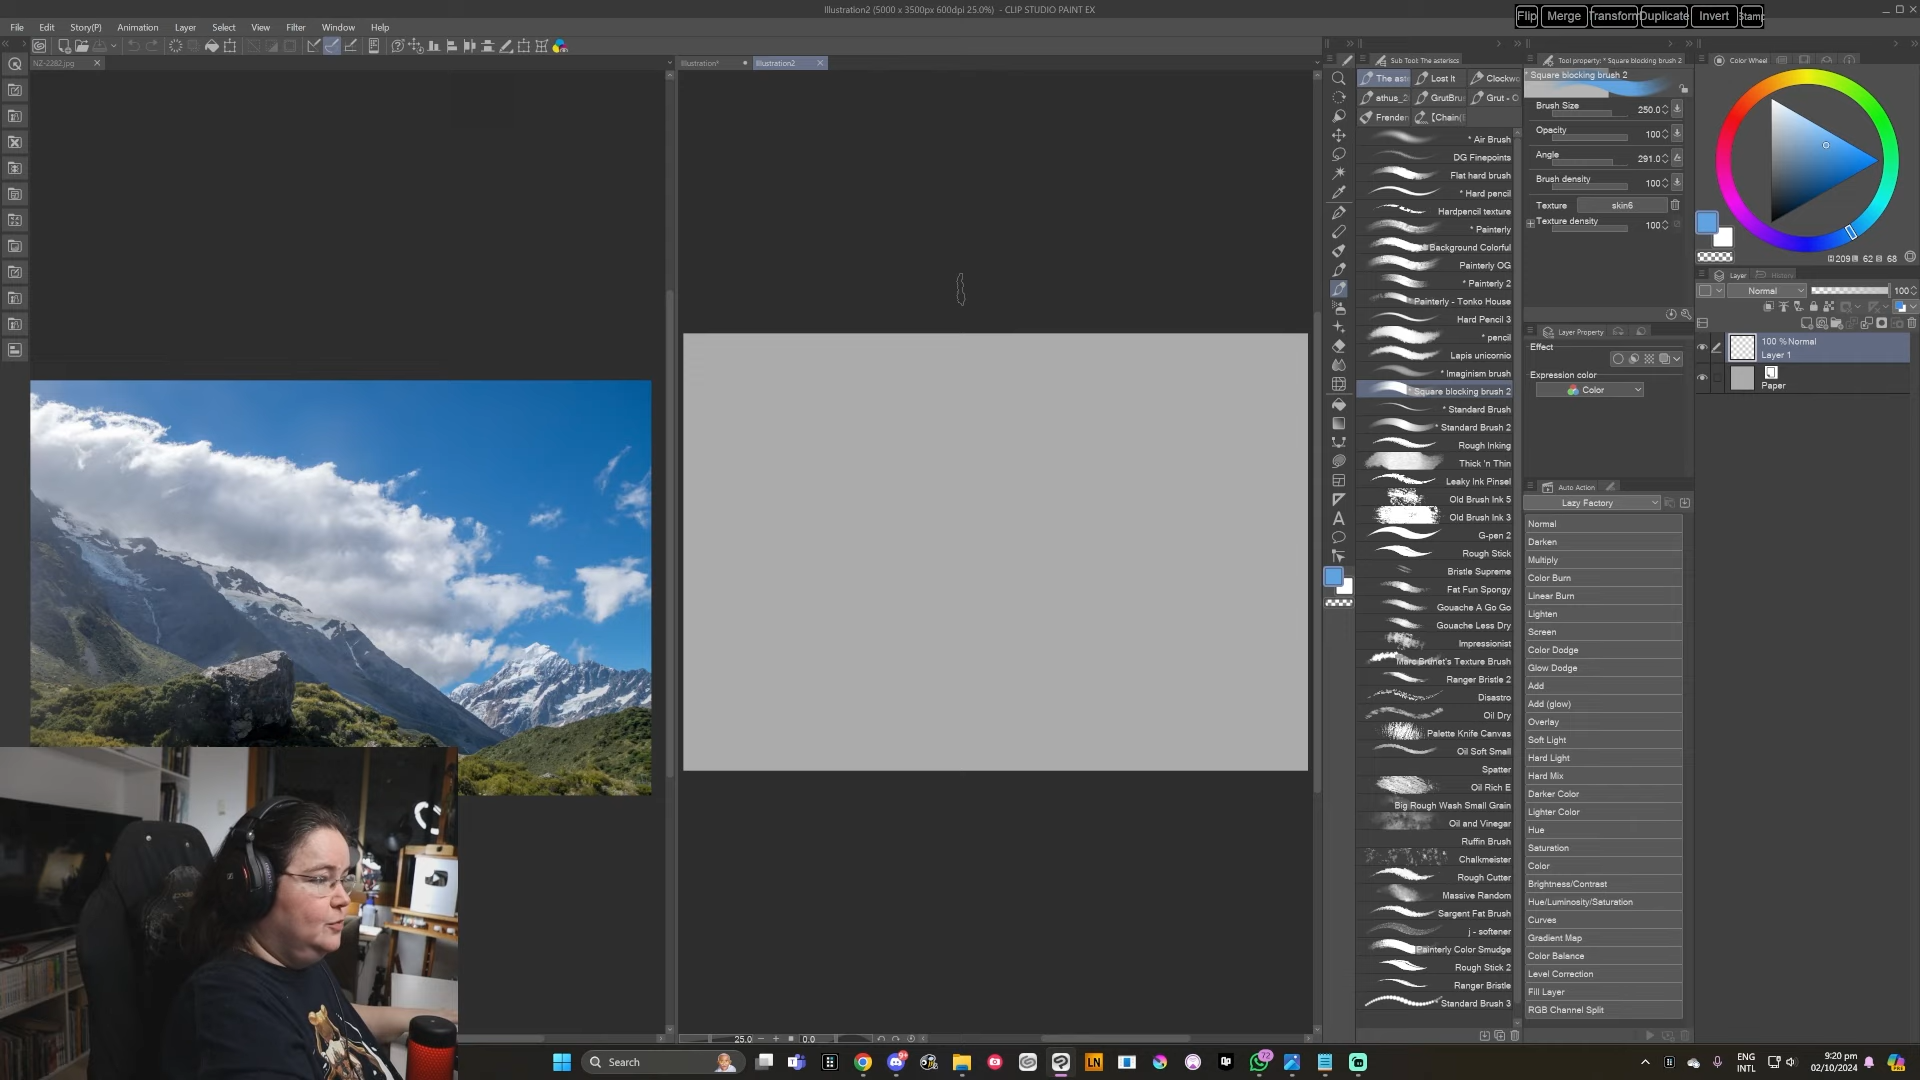 Illustration2 (5000 x 3500px 600dpi 25.0%) - CLIP STUDIO PAINT EX
Flip Merge Transform Duplicate Invert Stamp
File Edit Story(P) Animation Layer Select View Filter Window Help
NZ-2282.jpg
Illustration*
Illustration2
Sub Tool: The asteriscs
Lost It
athus_2
Frenden
* Air Brush
DG Finepoints
Flat hard brush
* Hard pencil
Hardpencil texture
* Painterly
Background Colorful
Painterly OG
* Painterly 2
* Painterly - Tonko House
Hard Pencil 3
* pencil
Lapis unicornio
* Imaginism brush
* Square blocking brush 2
* Standard Brush
* Standard Brush 2
Rough Inking
Thick 'n Thin
Leaky Ink Pinsel
Old Brush Ink 5
Old Brush Ink 3
G-pen 2
Rough Stick
Bristle Supreme
Fat Fun Spongy
Gouache A Go Go
Gouache Less Dry
Impressionist
Marc Brunet's Texture Brush
Ranger Bristle 2
Disastro
Oil Dry
Palette Knife Canvas
Oil Soft Small
Spatter
Oil Rich E
Big Rough Wash Small Grain
Oil and Vinegar
Ruffin Brush
Chalkmeister
Rough Cutter
Massive Random
Sargent Fat Brush
j - softener
Painterly Color Smudge
Rough Stick 2
Ranger Bristle
Standard Brush 3
Tool property: * Square blocking brush 2
* Square blocking brush 2
Brush Size 250.0
Opacity 100
Angle 291.0
Brush density 100
Texture skin6
Texture density 100
Layer Property
Effect
Expression color
Color
Auto Action
Lazy Factory
Normal
Darken
Multiply
Color Burn
Linear Burn
Lighten
Screen
Color Dodge
Glow Dodge
Add
Add (glow)
Overlay
Soft Light
Hard Light
Hard Mix
Darker Color
Lighter Color
Hue
Saturation
Color
Brightness/Contrast
Hue/Luminosity/Saturation
Curves
Gradient Map
Color Balance
Level Correction
Fill Layer
RGB Channel Split
Color Wheel
209 62 68
Layer History
Normal 100
100 % Normal
Layer 1
Paper
25.0 0.0
Search
72
ENG
INTL
9:20 pm
02/10/2024